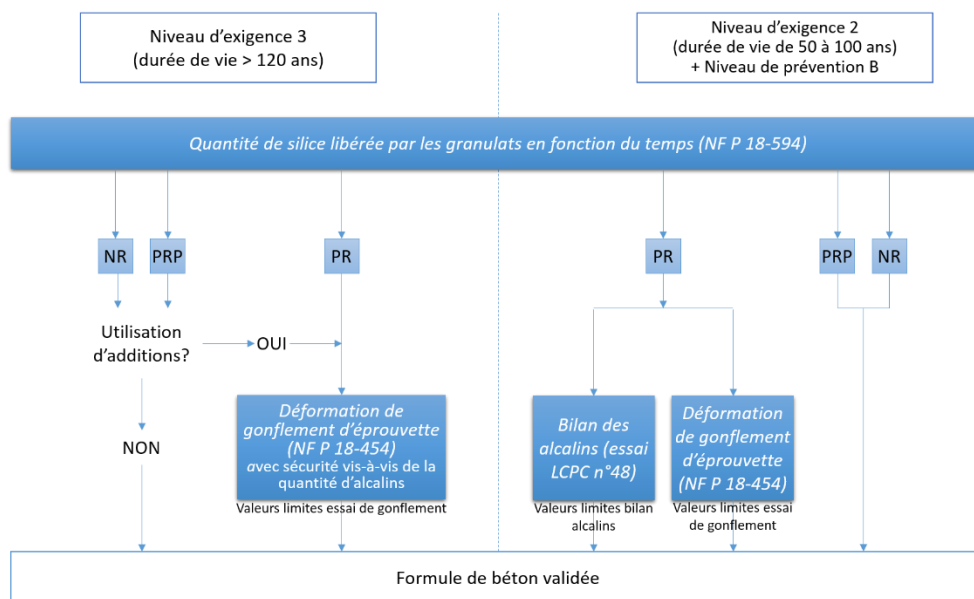 Niveau d’exigence 3
(durée de vie > 120 ans)
Niveau d’exigence 2
(durée de vie de 50 à 100 ans)
+ Niveau de prévention B
Quantité de silice libérée par les granulats en fonction du temps (NF P 18-594)
NR
PRP
PR
PR
PRP
NR
Utilisation
d’additions?
OUI
NON
Déformation de
gonflement d’éprouvette
(NF P 18-454)
avec sécurité vis-à-vis de la
quantité d’alcalins
Valeurs limites essai de gonflement
Bilan des
alcalins (essai
LCPC n°48)
Valeurs limites bilan
alcalins
Déformation
de gonflement
d’éprouvette
(NF P 18-454)
Valeurs limites essai
de gonflement
Formule de béton validée